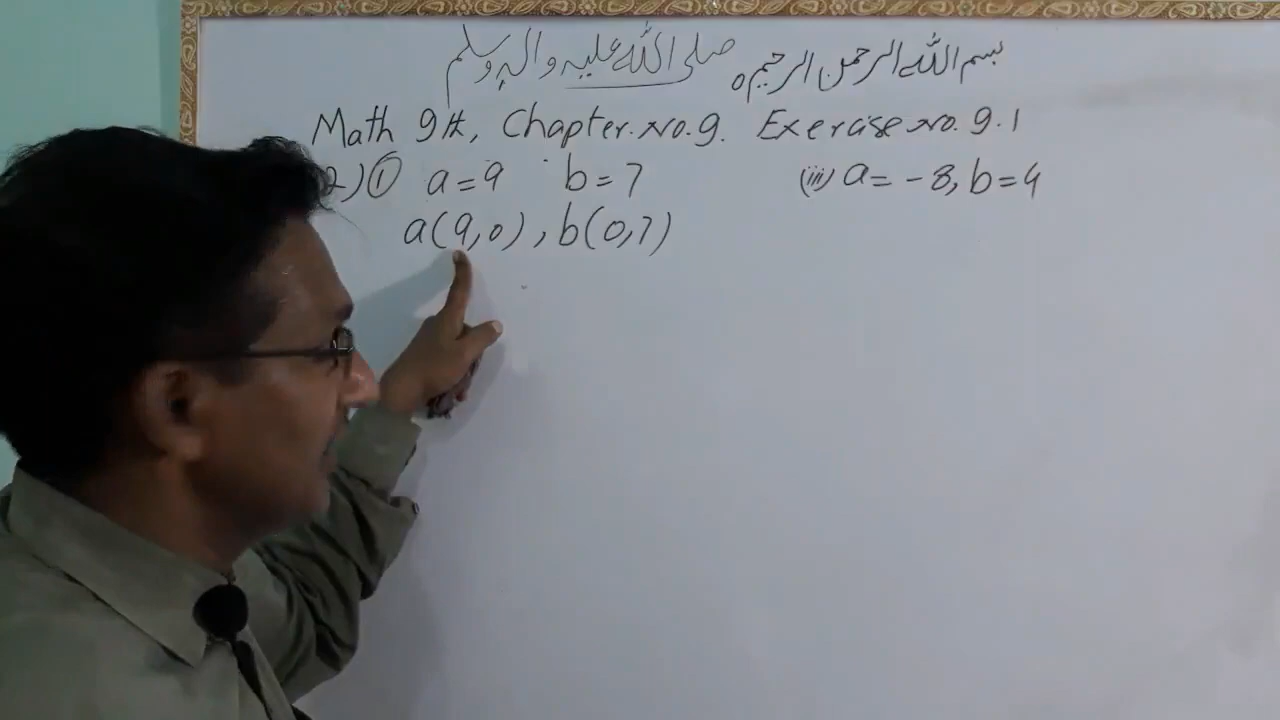 بسم اللہ الرحمن الرحیم ہ صلی اللہ علیہ والہ وسلم
Math 9th, Chapter.No.9. Exercise No. 9.1
2) ① a = 9 b = 7 (iii) a = -8, b = 4
a(9,0), b(0,7)